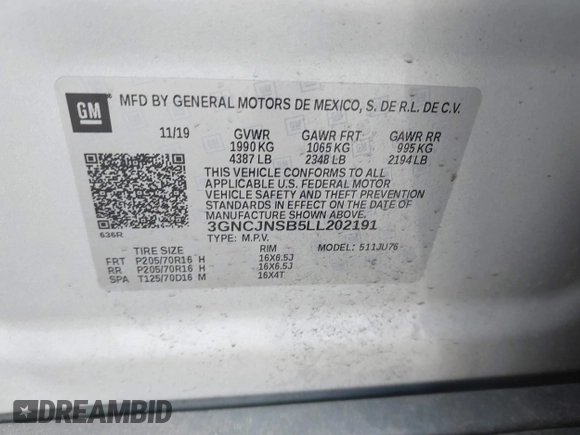 GM MFD BY GENERAL MOTORS DE MEXICO, S. DE R.L. DE C.V.
11/19 GVWR GAWR FRT GAWR RR
1990 KG 1065 KG 995 KG
4387 LB 2348 LB 2194 LB
THIS VEHICLE CONFORMS TO ALL
APPLICABLE U.S. FEDERAL MOTOR
VEHICLE SAFETY AND THEFT PREVENTION
STANDARDS IN EFFECT ON THE DATE OF
MANUFACTURE SHOWN ABOVE.
3GNCJNSB5LL202191
636R
TYPE: M.P.V. MODEL: 511JU76
TIRE SIZE RIM
FRT P205/70R16 H 16X6.5J
RR P205/70R16 H 16X6.5J
SPA T125/70D16 M 16X4T
DREAMBID